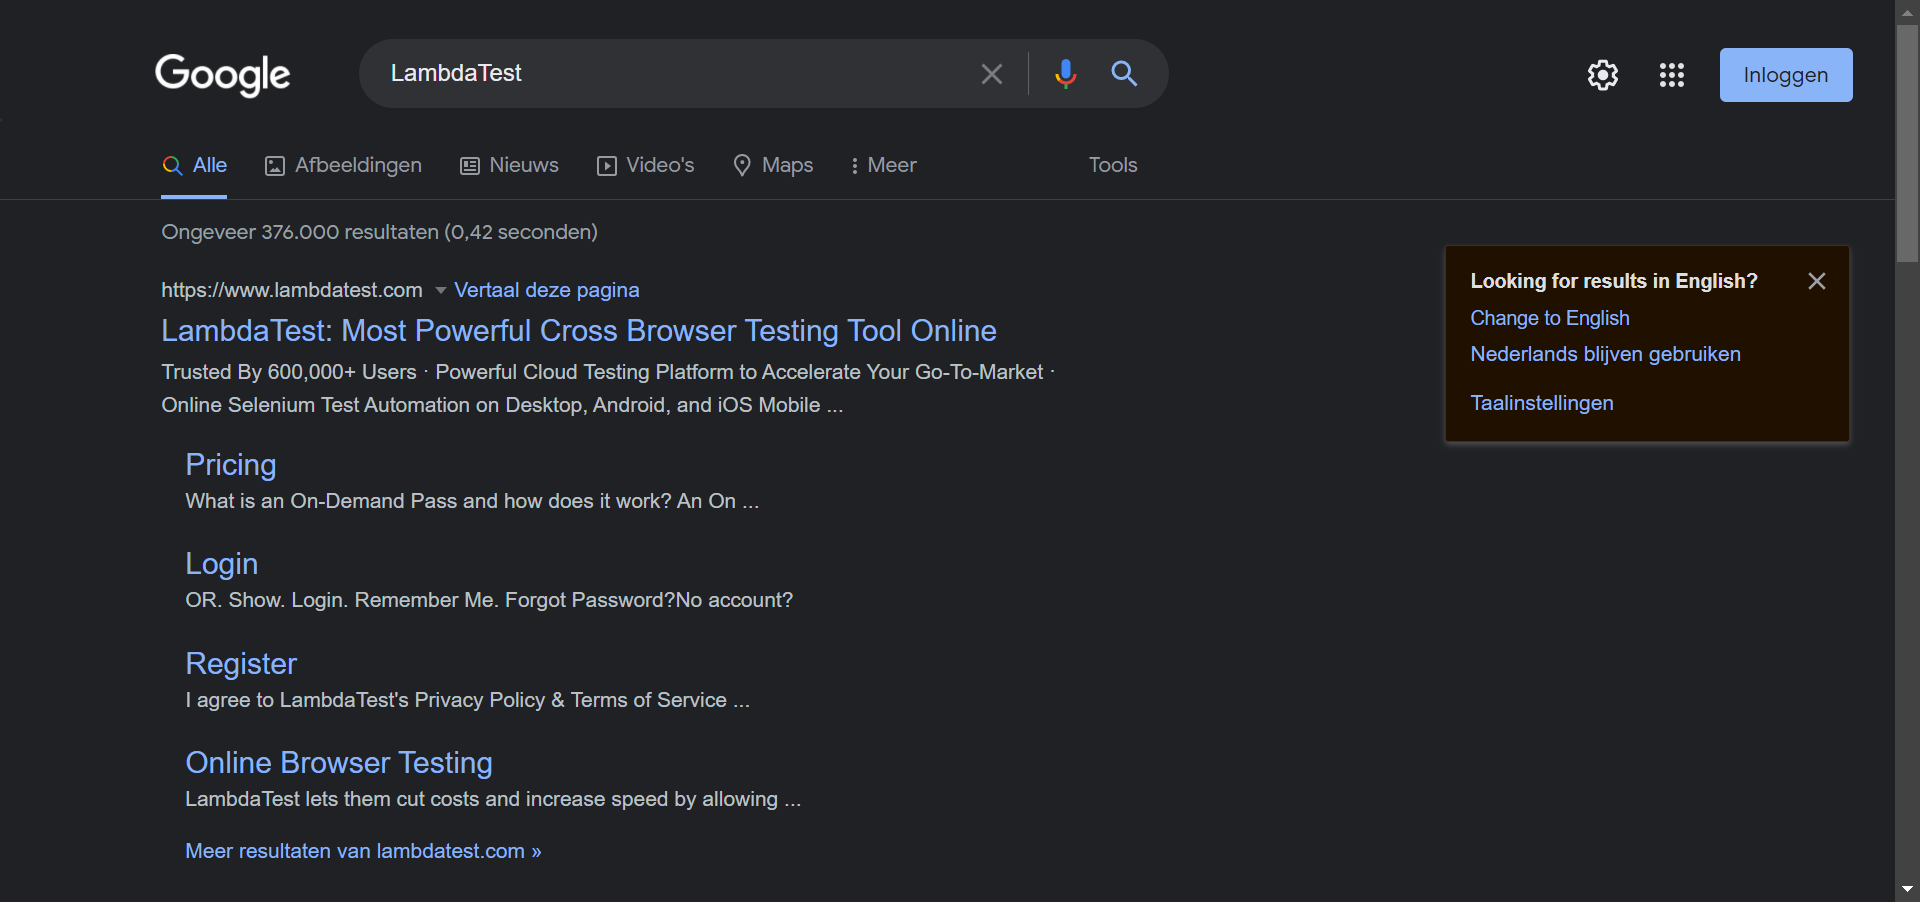 Google
LambdaTest
Inloggen
Alle
Afbeeldingen
Nieuws
Video's
Maps
Meer
Tools
Ongeveer 376.000 resultaten (0,42 seconden)
https://www.lambdatest.com
Vertaal deze pagina
LambdaTest: Most Powerful Cross Browser Testing Tool Online
Trusted By 600,000+ Users · Powerful Cloud Testing Platform to Accelerate Your Go-To-Market ·
Online Selenium Test Automation on Desktop, Android, and iOS Mobile ...
Pricing
What is an On-Demand Pass and how does it work? An On ...
Login
OR. Show. Login. Remember Me. Forgot Password?No account?
Register
I agree to LambdaTest's Privacy Policy & Terms of Service ...
Online Browser Testing
LambdaTest lets them cut costs and increase speed by allowing ...
Meer resultaten van lambdatest.com »
Looking for results in English?
Change to English
Nederlands blijven gebruiken
Taalinstellingen